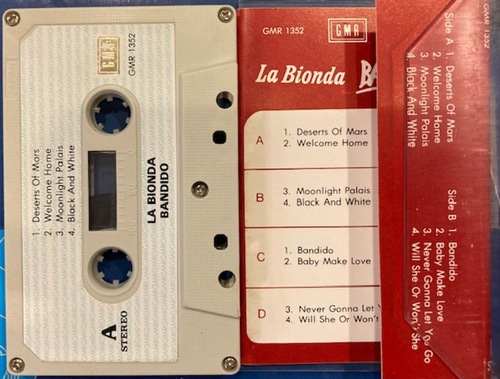 GMR
GMR-1352
1. Deserts Of Mars
2. Welcome Home
3. Moonlight Palais
4. Black And White
LA BIONDA
BANDIDO
A
STEREO
GMR 1352
GMR
La Bionda BA
A
1. Deserts Of Mars
2. Welcome Home
B
3. Moonlight Palais
4. Black And White
C
1. Bandido
2. Baby Make Love
D
3. Never Gonna Let Y
4. Will She Or Won't
GMR 1352
Side A
1. Deserts Of Mars
2. Welcome Home
3. Moonlight Palais
4. Black And White
Side B
1. Bandido
2. Baby Make Love
3. Never Gonna Let You Go
4. Will She Or Won't She